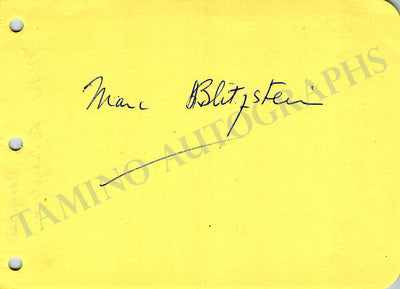 Marc Blitzstein
TAMINO AUTOGRAPHS